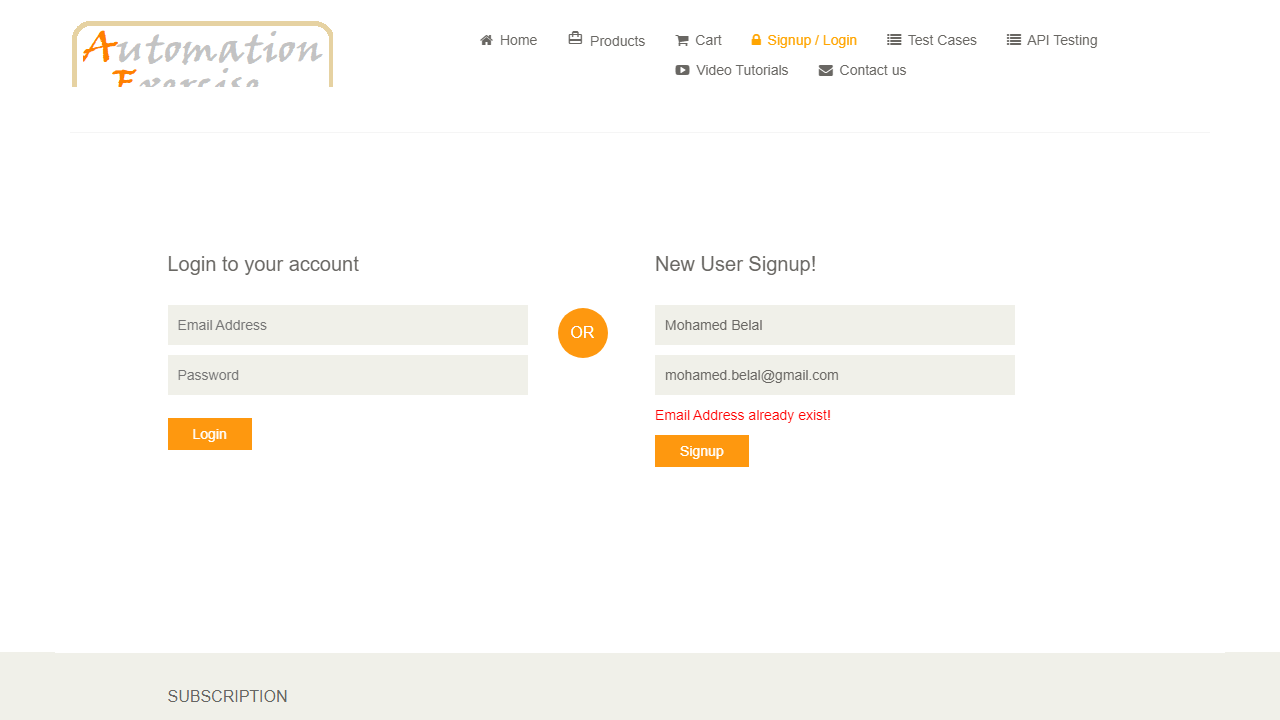 Automation
Exercise
Home
Products
Cart
Signup / Login
Test Cases
API Testing
Video Tutorials
Contact us
Login to your account
Email Address
Password
Login
OR
New User Signup!
Mohamed Belal
mohamed.belal@gmail.com
Email Address already exist!
Signup
SUBSCRIPTION